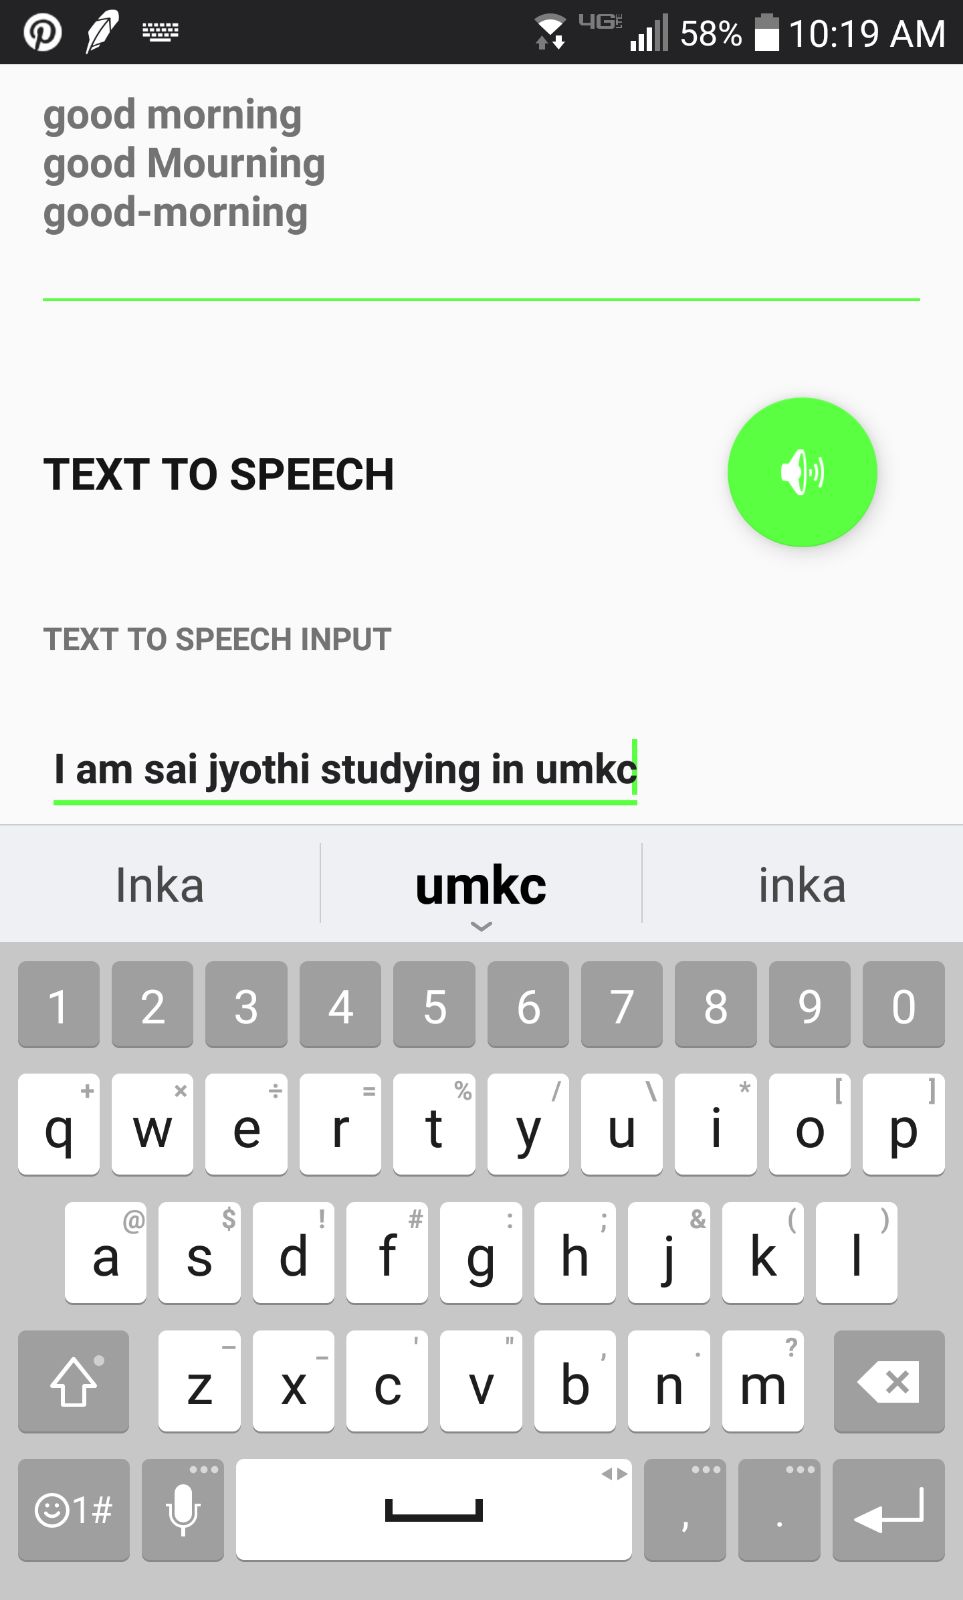 4G LTE 58% 10:19 AM
good morning
good Mourning
good-morning
TEXT TO SPEECH
TEXT TO SPEECH INPUT
I am sai jyothi studying in umkc
Inka umkc inka
1 2 3 4 5 6 7 8 9 0
+ × ÷ = % / \ * [ ]
q w e r t y u i o p
@ $ ! # : ; & ( )
a s d f g h j k l
– _ ' " , . ?
z x c v b n m
1# , .